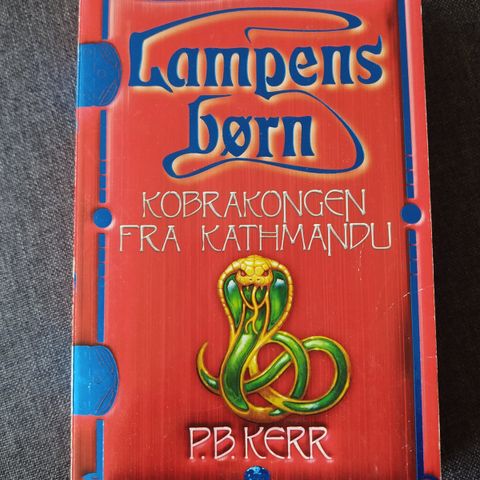 Lampens
børn
KOBRAKONGEN
FRA KATHMANDU
P.B. KERR